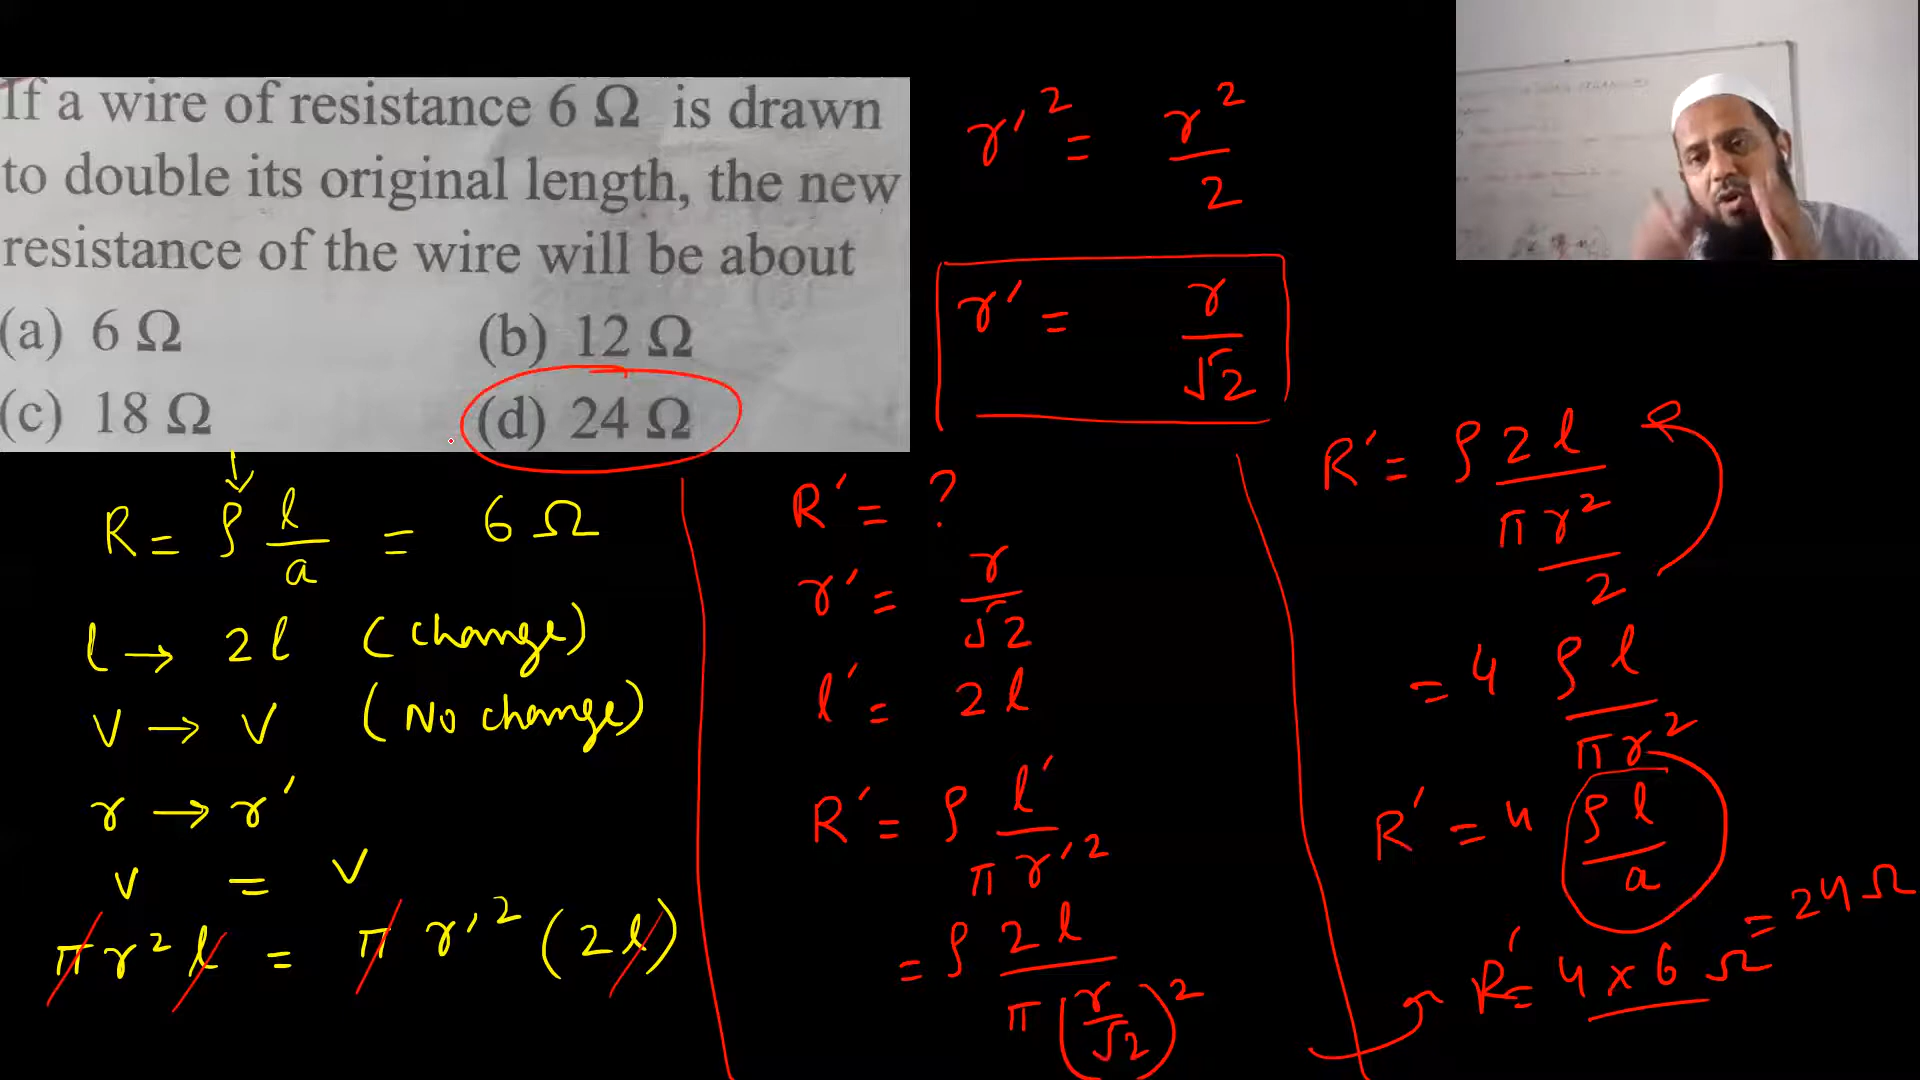 If a wire of resistance 6 Ω is drawn
to double its original length, the new
resistance of the wire will be about
(a) 6 Ω (b) 12 Ω
(c) 18 Ω (d) 24 Ω
R = ρ l/a = 6 Ω
l → 2l (change)
V → V (No change)
r → r'
V = V
πr² l = π r'² (2l)
r'² = r²/2
r' = r/√2
R' = ?
r' = r/√2
l' = 2l
R' = ρ l'/πr'²
= ρ 2l/π(r/√2)²
R' = ρ 2l/πr²/2
= 4 ρl/πr²
R' = 4 ρl/a
R' = 4 × 6 Ω = 24 Ω